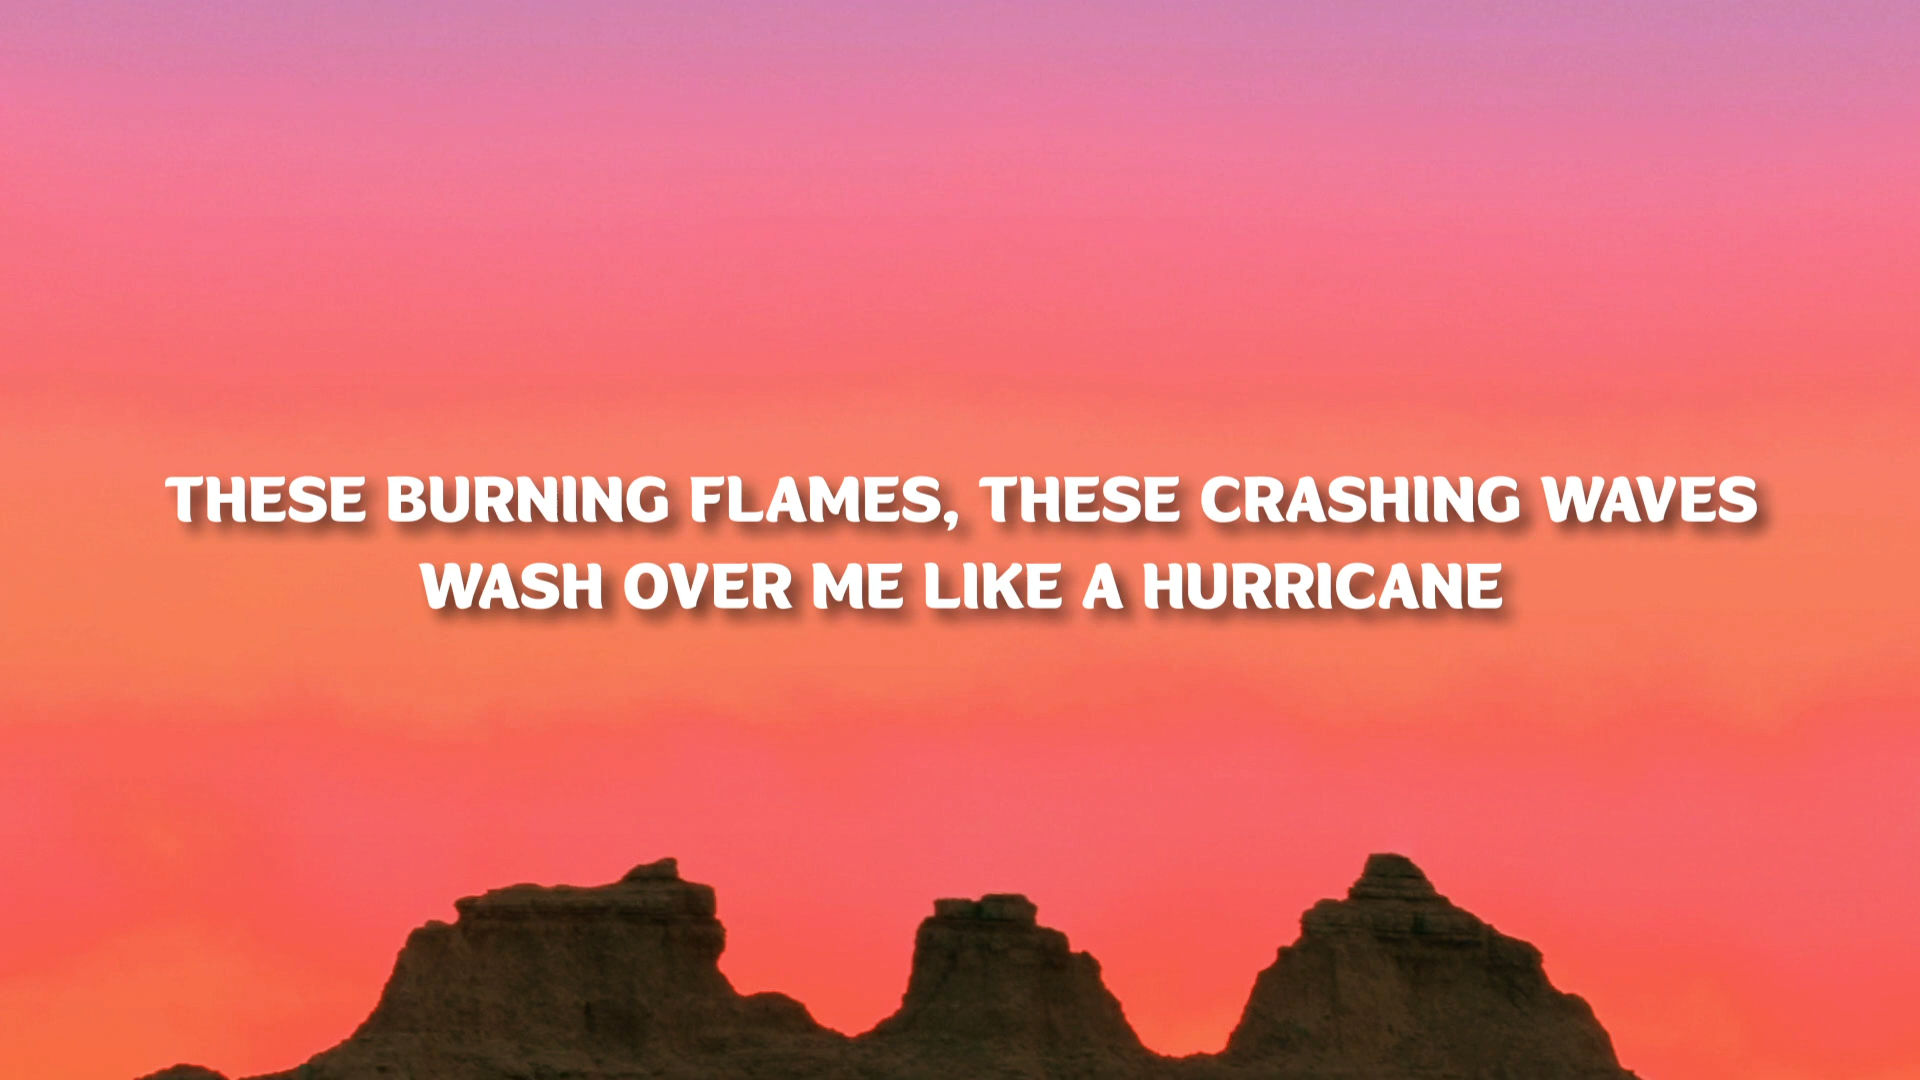 THESE BURNING FLAMES, THESE CRASHING WAVES
WASH OVER ME LIKE A HURRICANE